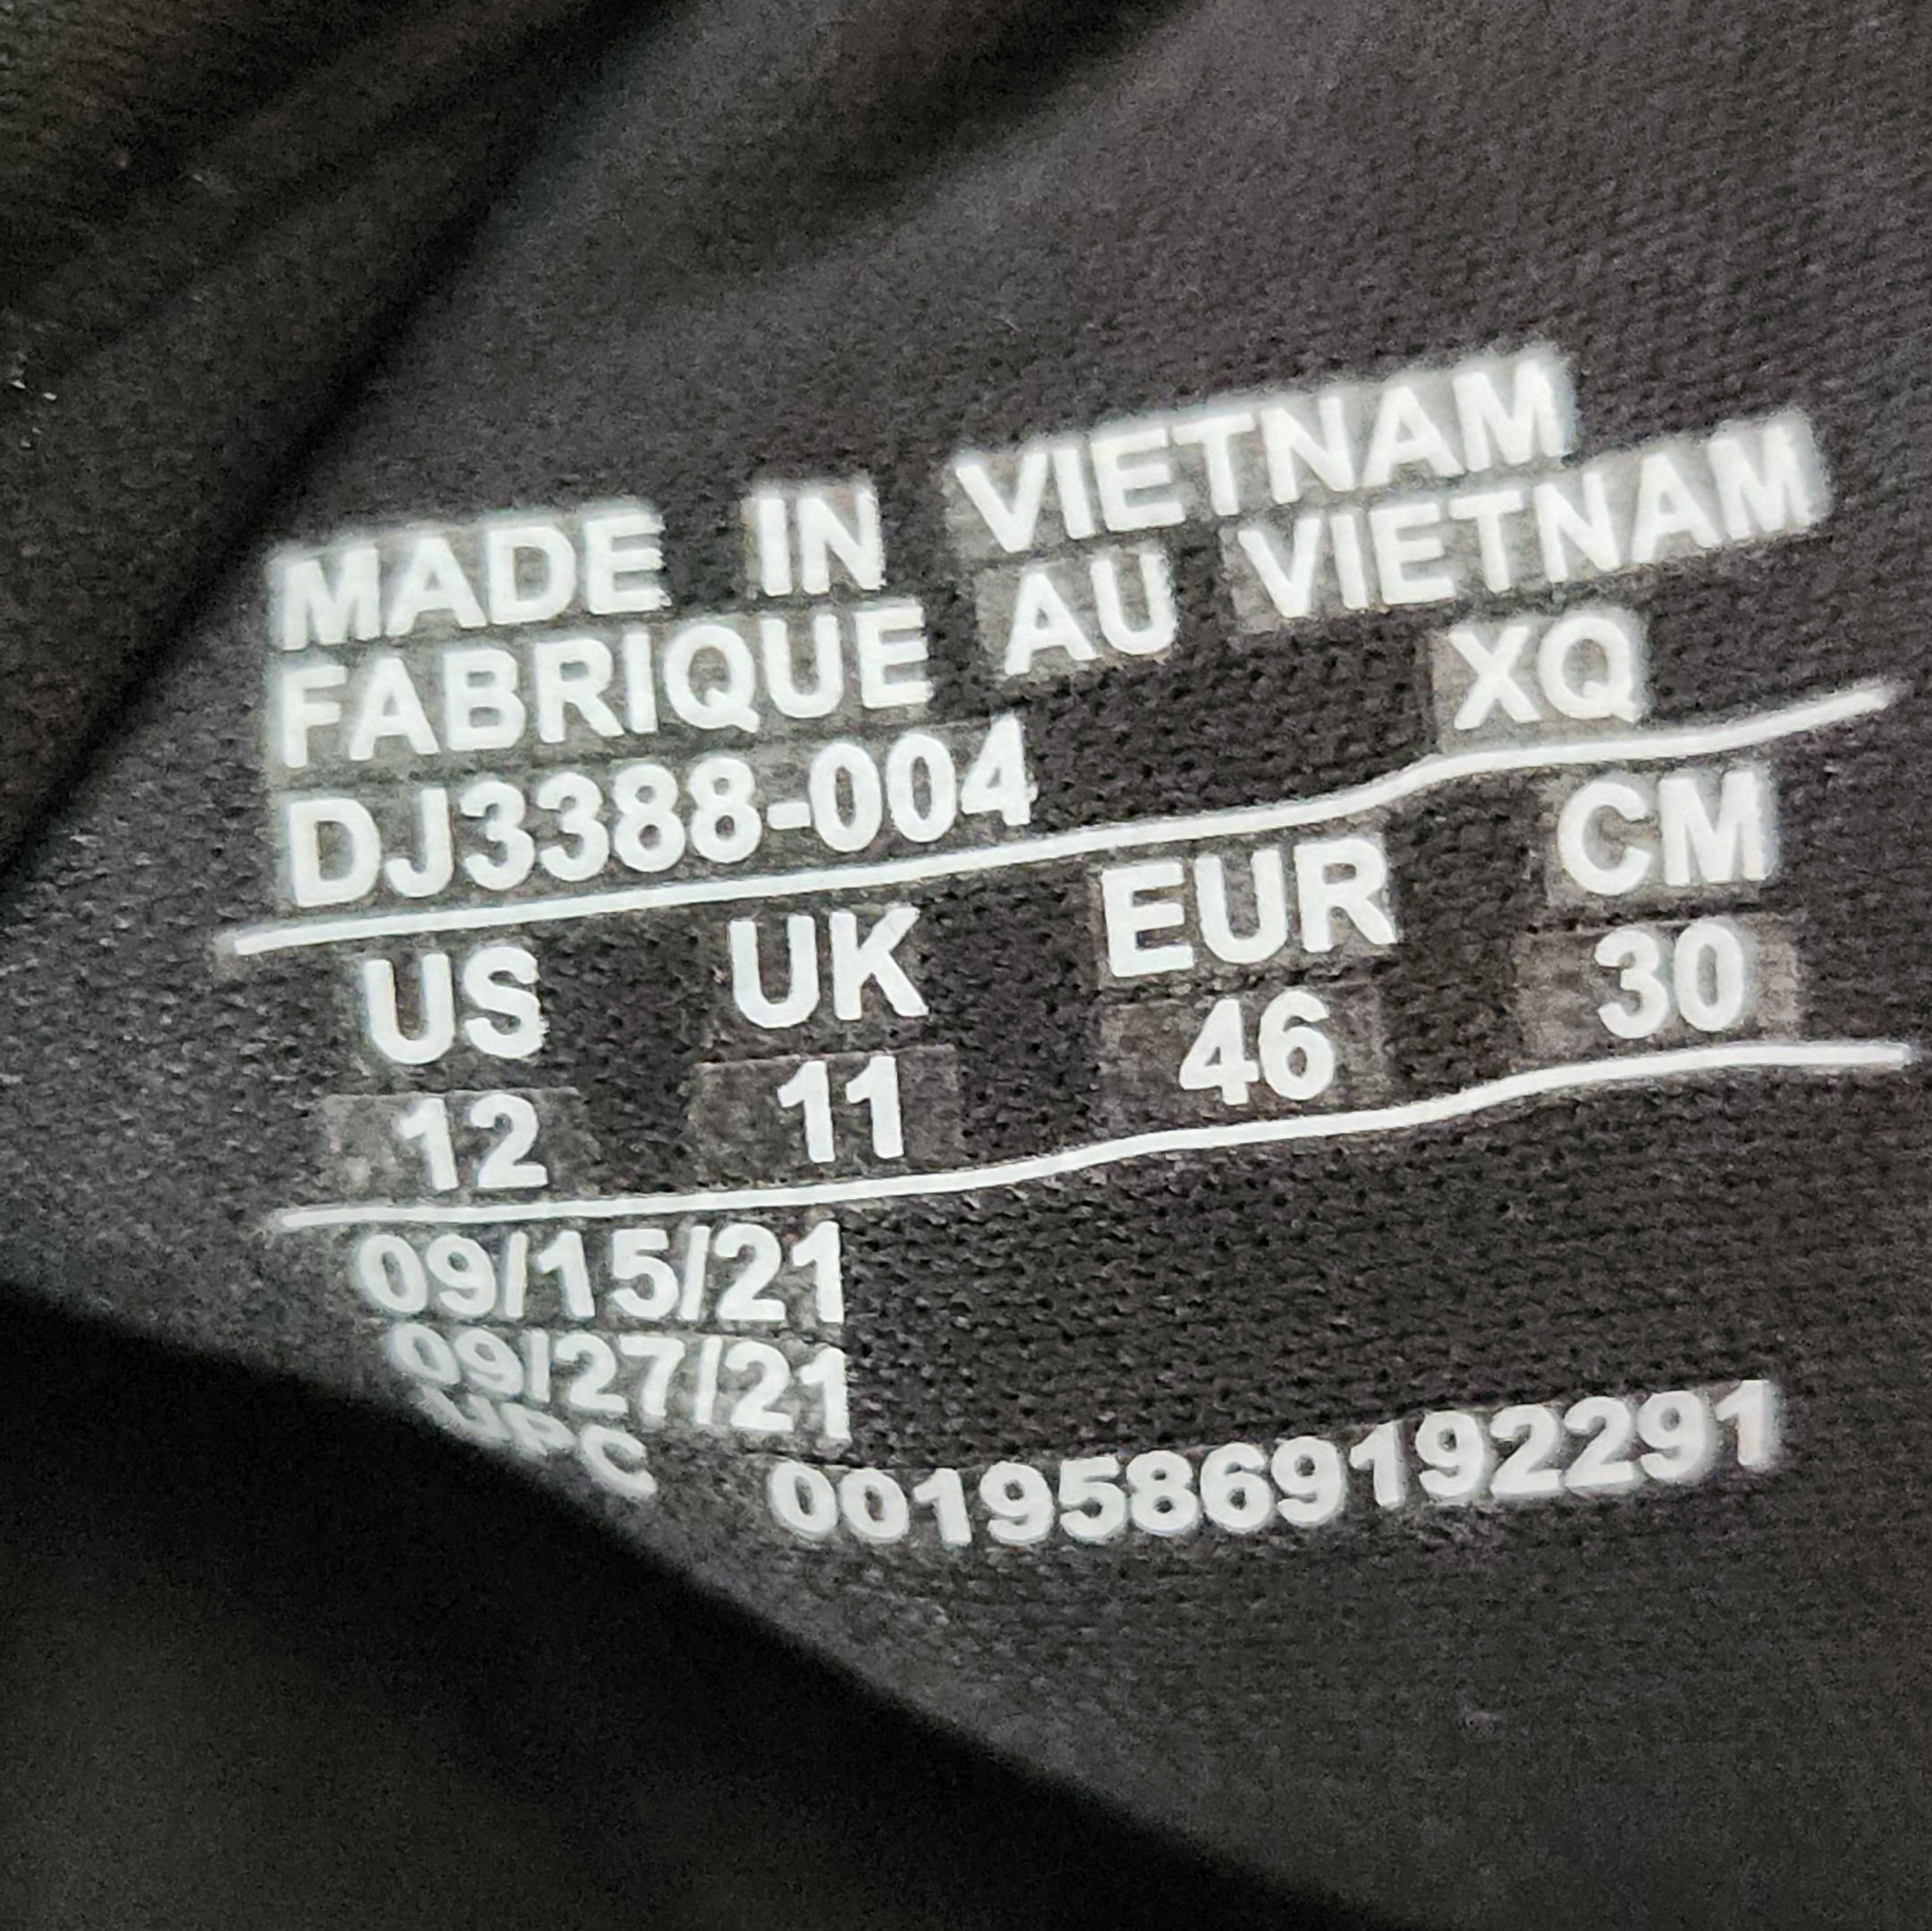 MADE IN VIETNAM
FABRIQUE AU VIETNAM
DJ3388-004 XQ
US UK EUR CM
12 11 46 30
09/15/21
09/27/21
UPC 00195869192291